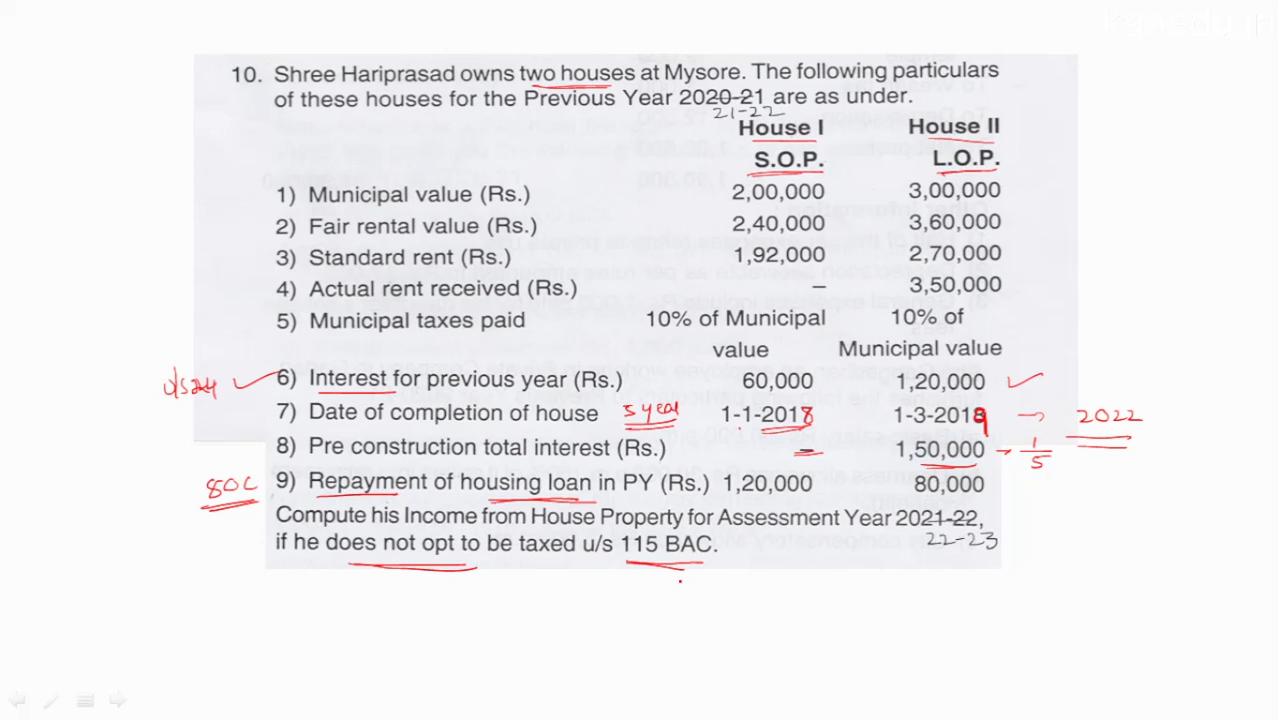 kgnedu.in
10. Shree Hariprasad owns two houses at Mysore. The following particulars
of these houses for the Previous Year 2020-21 are as under.
21-22
House I House II
S.O.P. L.O.P.
1) Municipal value (Rs.) 2,00,000 3,00,000
2) Fair rental value (Rs.) 2,40,000 3,60,000
3) Standard rent (Rs.) 1,92,000 2,70,000
4) Actual rent received (Rs.) – 3,50,000
5) Municipal taxes paid 10% of Municipal 10% of
value Municipal value
u/s 24 6) Interest for previous year (Rs.) 60,000 1,20,000
7) Date of completion of house 5 year 1-1-2018 1-3-2019 → 2022
8) Pre construction total interest (Rs.) – 1,50,000 → 1/5
80C 9) Repayment of housing loan in PY (Rs.) 1,20,000 80,000
Compute his Income from House Property for Assessment Year 2021-22,
22-23
if he does not opt to be taxed u/s 115 BAC.